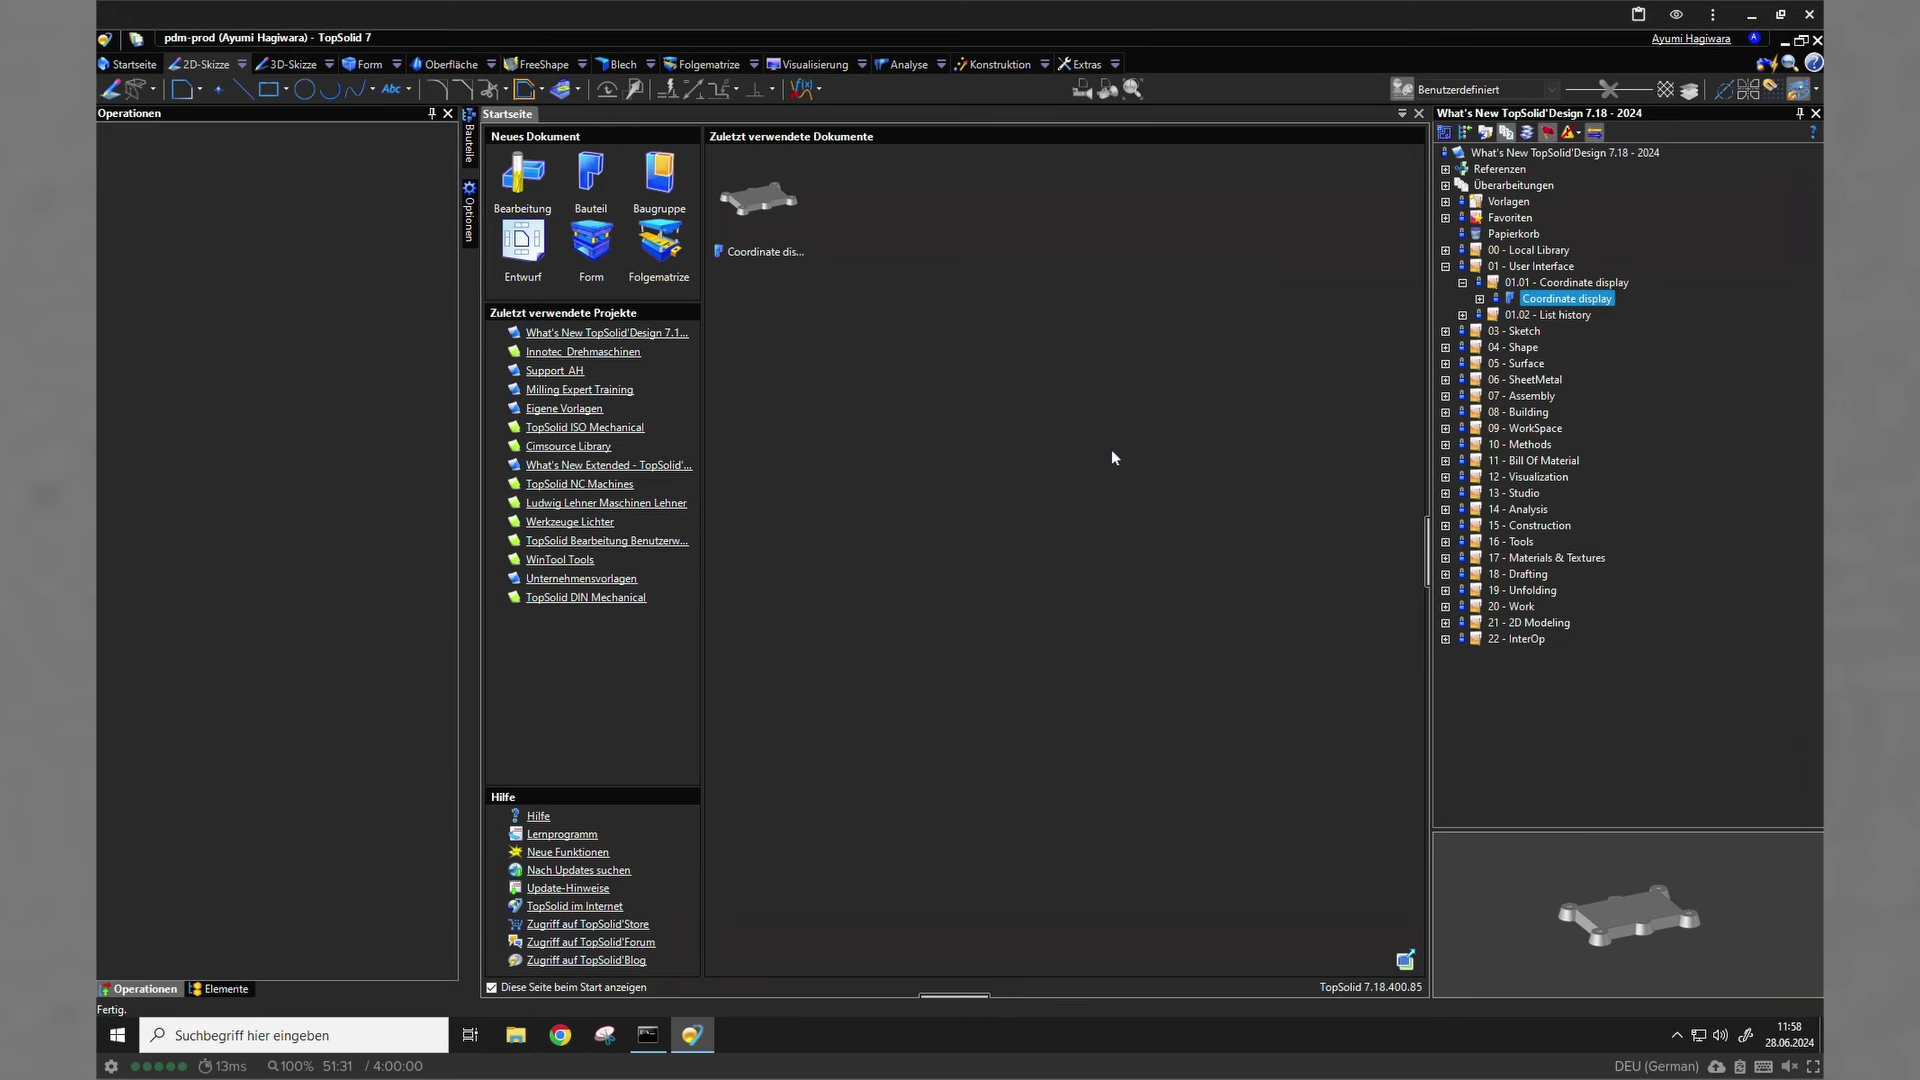 pdm-prod (Ayumi Hagiwara) - TopSolid 7
Ayumi Hagiwara
A
Startseite
2D-Skizze
3D-Skizze
Form
Oberfläche
FreeShape
Blech
Folgematrize
Visualisierung
Analyse
Konstruktion
Extras
Abc
Benutzerdefiniert
Operationen
Bauteile
Optionen
Startseite
Neues Dokument
Bearbeitung
Bauteil
Baugruppe
Entwurf
Form
Folgematrize
Zuletzt verwendete Projekte
What's New TopSolid'Design 7.1...
Innotec Drehmaschinen
Support AH
Milling Expert Training
Eigene Vorlagen
TopSolid ISO Mechanical
Cimsource Library
What's New Extended - TopSolid'...
TopSolid NC Machines
Ludwig Lehner Maschinen Lehner
Werkzeuge Lichter
TopSolid Bearbeitung Benutzerw...
WinTool Tools
Unternehmensvorlagen
TopSolid DIN Mechanical
Hilfe
Hilfe
Lernprogramm
Neue Funktionen
Nach Updates suchen
Update-Hinweise
TopSolid im Internet
Zugriff auf TopSolid'Store
Zugriff auf TopSolid'Forum
Zugriff auf TopSolid'Blog
Diese Seite beim Start anzeigen
Zuletzt verwendete Dokumente
Coordinate dis...
TopSolid 7.18.400.85
What's New TopSolid'Design 7.18 - 2024
What's New TopSolid'Design 7.18 - 2024
Referenzen
Überarbeitungen
Vorlagen
Favoriten
Papierkorb
00 - Local Library
01 - User Interface
01.01 - Coordinate display
Coordinate display
01.02 - List history
03 - Sketch
04 - Shape
05 - Surface
06 - SheetMetal
07 - Assembly
08 - Building
09 - WorkSpace
10 - Methods
11 - Bill Of Material
12 - Visualization
13 - Studio
14 - Analysis
15 - Construction
16 - Tools
17 - Materials & Textures
18 - Drafting
19 - Unfolding
20 - Work
21 - 2D Modeling
22 - InterOp
Operationen
Elemente
Fertig.
Suchbegriff hier eingeben
11:58
28.06.2024
13ms
100%
51:31 / 4:00:00
DEU (German)